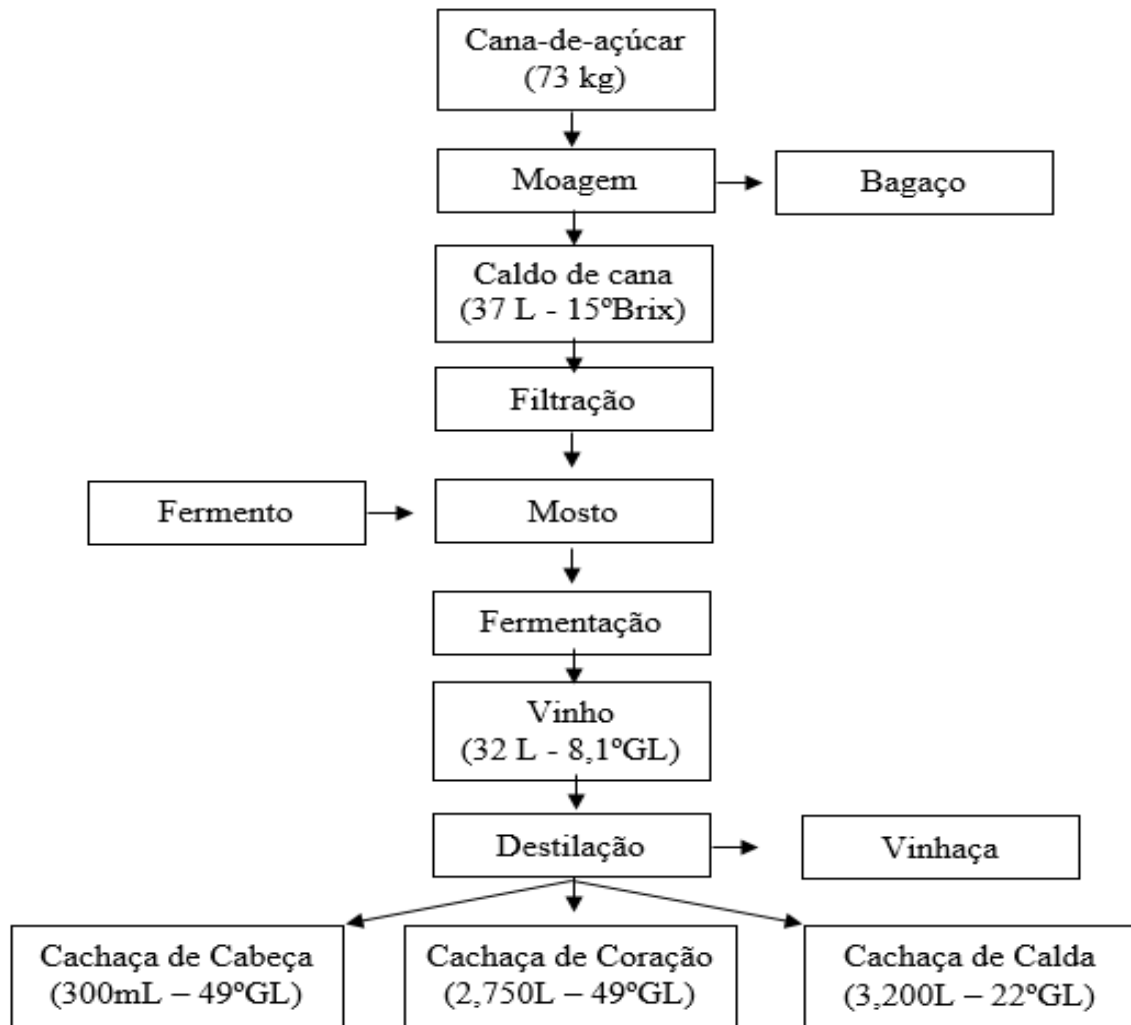 Cana-de-açúcar
(73 kg)
Moagem
Bagaço
Caldo de cana
(37 L - 15ºBrix)
Filtração
Fermento
Mosto
Fermentação
Vinho
(32 L - 8,1ºGL)
Destilação
Vinhaça
Cachaça de Cabeça
(300mL – 49ºGL)
Cachaça de Coração
(2,750L – 49ºGL)
Cachaça de Calda
(3,200L – 22ºGL)